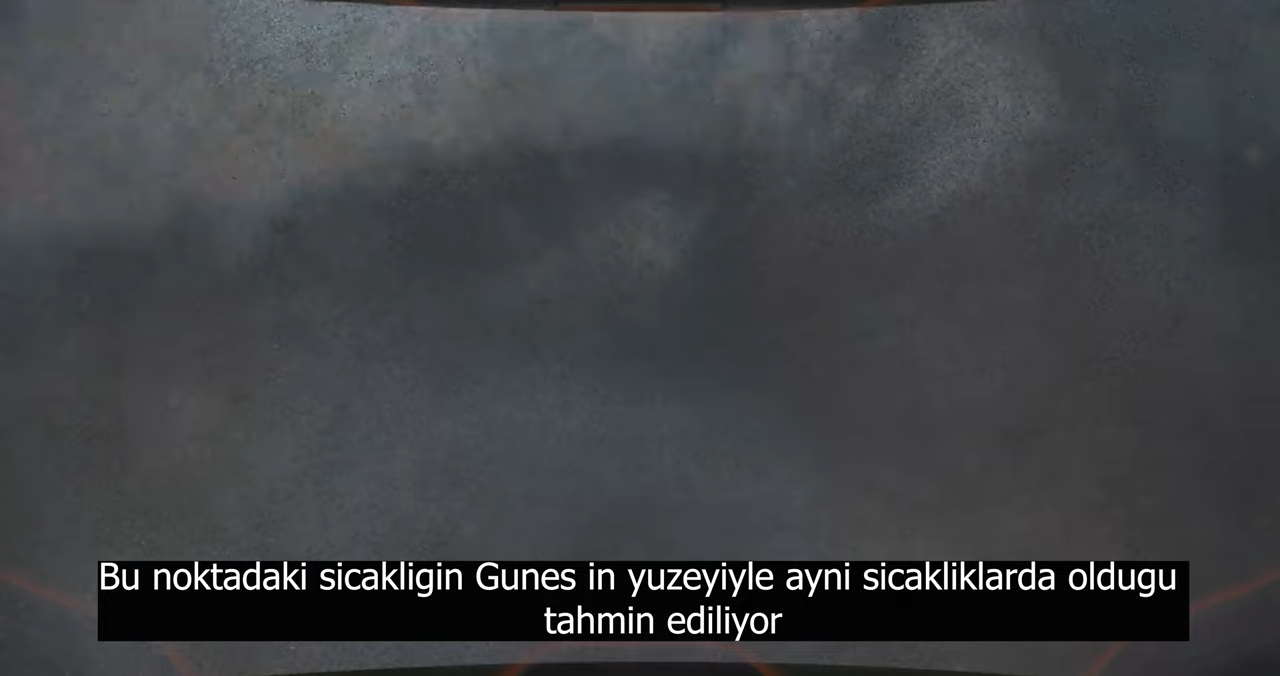 Bu noktadaki sicakligin Gunes in yuzeyiyle ayni sicakliklarda oldugu
tahmin ediliyor